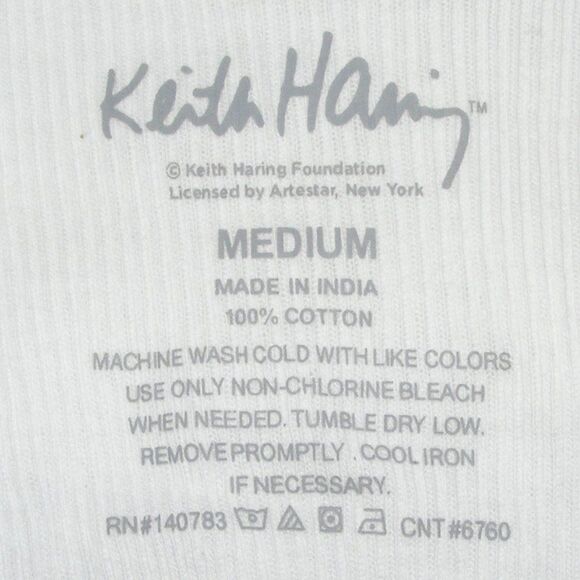 Keith Haring™
© Keith Haring Foundation
Licensed by Artestar, New York
MEDIUM
MADE IN INDIA
100% COTTON
MACHINE WASH COLD WITH LIKE COLORS
USE ONLY NON-CHLORINE BLEACH
WHEN NEEDED. TUMBLE DRY LOW.
REMOVE PROMPTLY . COOL IRON
IF NECESSARY.
RN#140783 CNT#6760